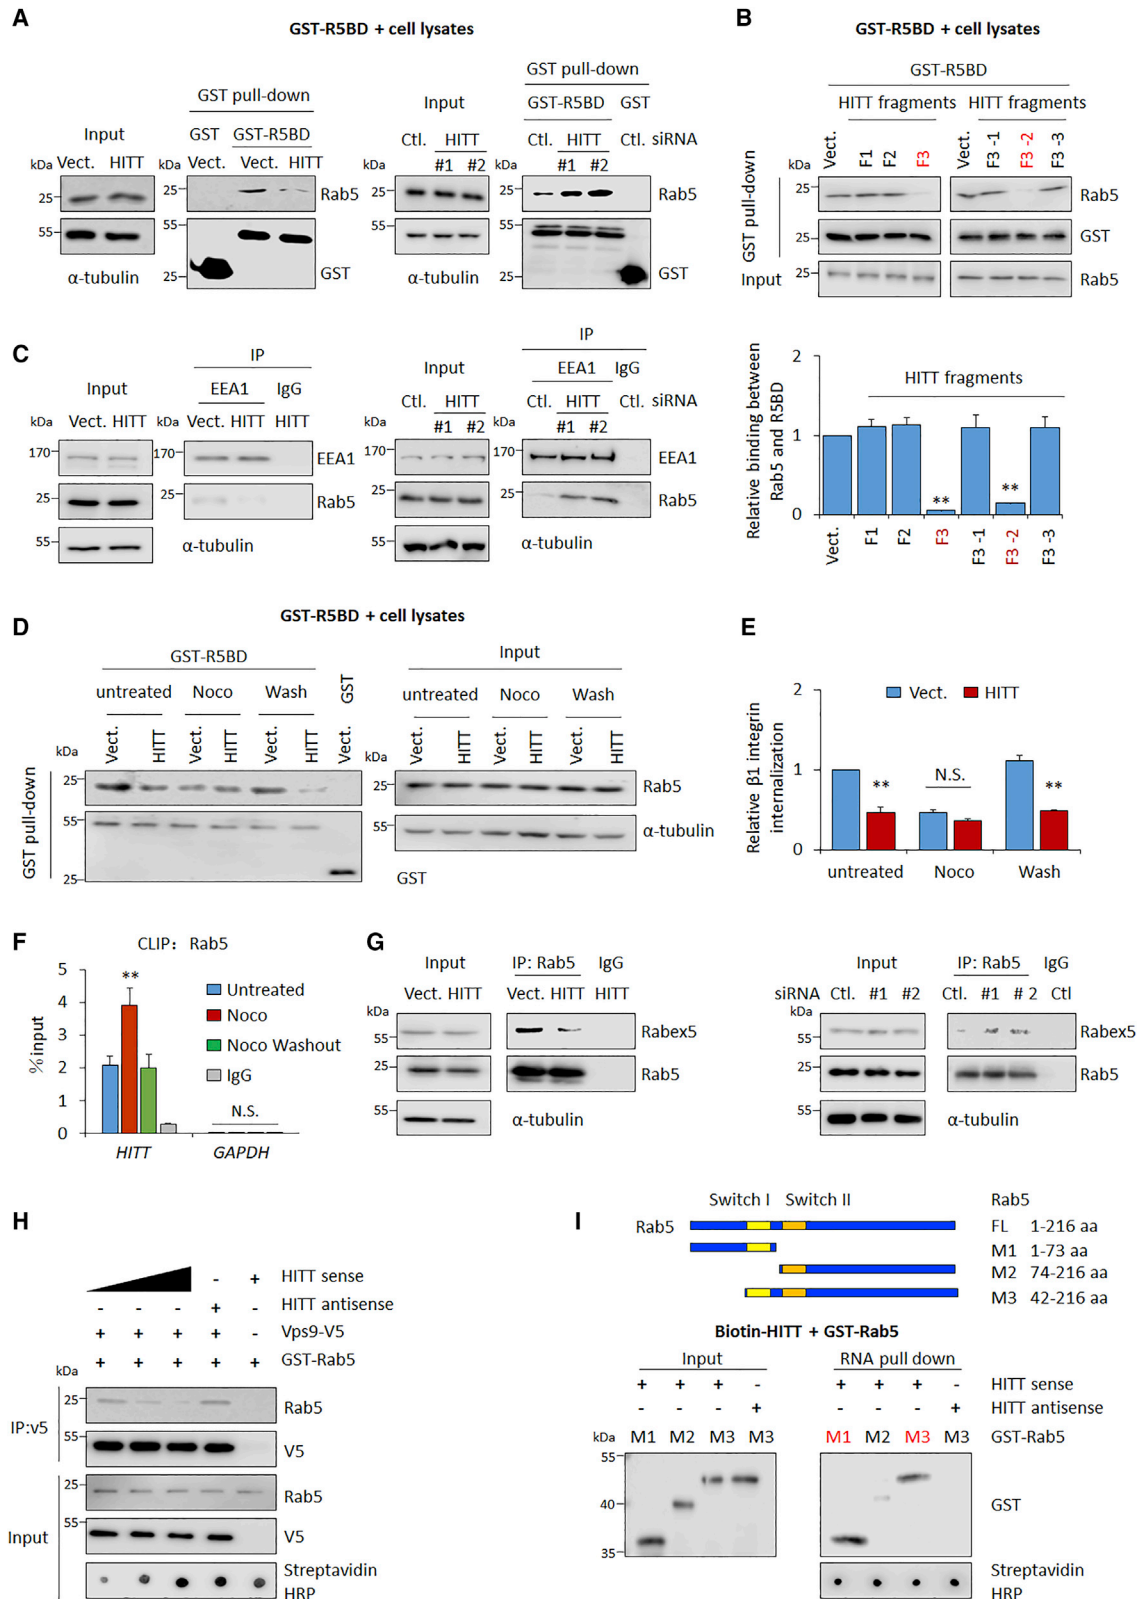 A
GST-R5BD + cell lysates
GST pull-down
Input
GST GST-R5BD
kDa Vect. HITT Vect. Vect. HITT
25
25
Rab5
55
55
25
α-tubulin
GST
GST pull-down
Input
GST-R5BD GST
Ctl. HITT Ctl. HITT Ctl. siRNA
kDa #1 #2 #1 #2
25
25
Rab5
55
55
25
α-tubulin
GST
B
GST-R5BD + cell lysates
GST-R5BD
HITT fragments HITT fragments
Vect. F1 F2 F3 Vect. F3 -1 F3 -2 F3 -3
GST pull-down
25
Rab5
55
25
GST
Input
25
Rab5
Relative binding between
Rab5 and R5BD
2
1
0
HITT fragments
** **
Vect. F1 F2 F3 F3 -1 F3 -2 F3 -3
C
IP
Input
EEA1 IgG
kDa Vect. HITT kDa Vect. HITT HITT
170
170
EEA1
25
25
Rab5
55
α-tubulin
IP
Input
EEA1 IgG
Ctl. HITT Ctl. HITT Ctl. siRNA
kDa #1 #2 kDa #1 #2
170
170
EEA1
25
25
Rab5
55
α-tubulin
D
GST-R5BD + cell lysates
GST-R5BD
untreated Noco Wash GST
Vect. HITT Vect. HITT Vect. HITT Vect.
kDa
GST pull-down
25
55
25
Input
untreated Noco Wash
Vect. HITT Vect. HITT Vect. HITT
kDa
25
Rab5
55
α-tubulin
GST
E
Relative β1 integrin
internalization
2
1
0
Vect. HITT
** N.S. **
untreated Noco Wash
F
CLIP: Rab5
% input
5
4
3
2
1
0
**
Untreated
Noco
Noco Washout
IgG
N.S.
HITT GAPDH
G
Input IP: Rab5 IgG
Vect. HITT Vect. HITT HITT
kDa
55
Rabex5
25
Rab5
55
α-tubulin
Input IP: Rab5 IgG
siRNA Ctl. #1 #2 Ctl. #1 # 2 Ctl
kDa
55
Rabex5
25
Rab5
55
α-tubulin
H
- + HITT sense
- - - + - HITT antisense
+ + + + - Vps9-V5
+ + + + + GST-Rab5
kDa
IP:v5
25
Rab5
55
V5
Input
Rab5
55
V5
Streptavidin
HRP
I
Switch I Switch II Rab5
Rab5 FL 1-216 aa
M1 1-73 aa
M2 74-216 aa
M3 42-216 aa
Biotin-HITT + GST-Rab5
Input RNA pull down
+ + + - + + + - HITT sense
- - - + - - - + HITT antisense
kDa M1 M2 M3 M3 M1 M2 M3 M3 GST-Rab5
55
40
35
GST
Streptavidin
HRP